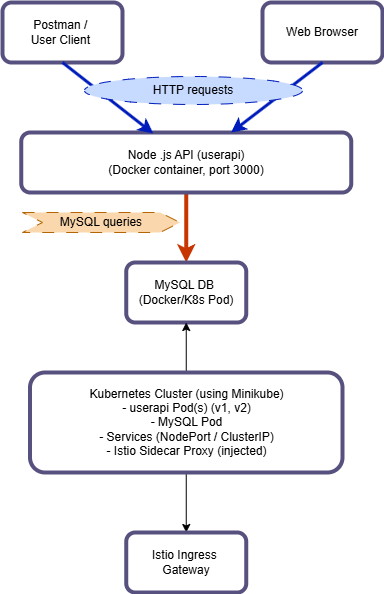 Postman /
User Client
Web Browser
HTTP requests
Node .js API (userapi)
(Docker container, port 3000)
MySQL queries
MySQL DB
(Docker/K8s Pod)
Kubernetes Cluster (using Minikube)
- userapi Pod(s) (v1, v2)
- MySQL Pod
- Services (NodePort / ClusterIP)
- Istio Sidecar Proxy (injected)
Istio Ingress
Gateway